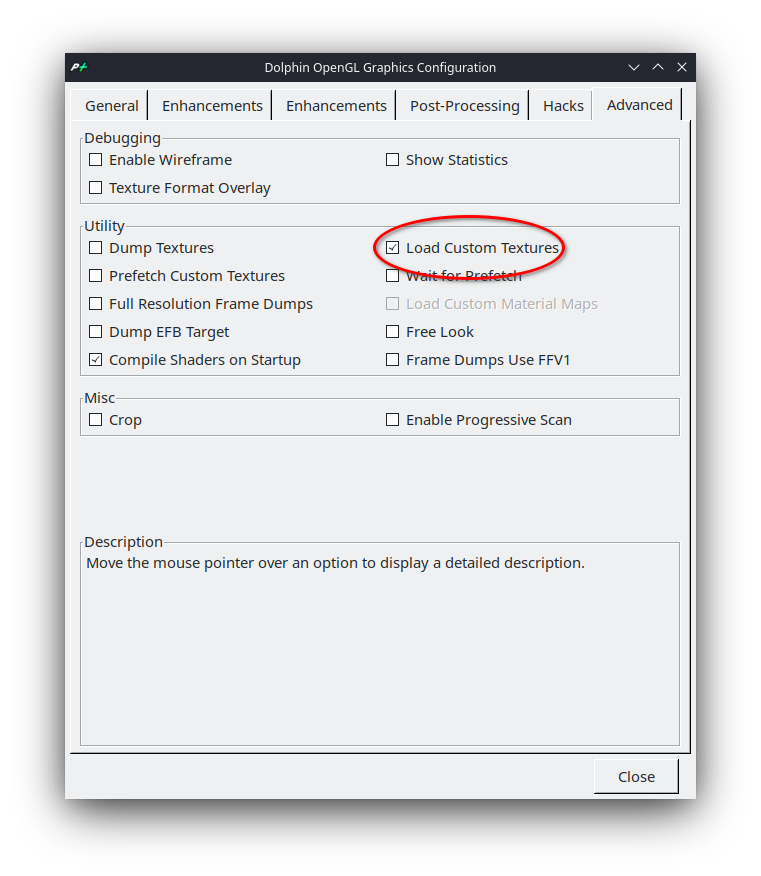 Dolphin OpenGL Graphics Configuration
General Enhancements Enhancements Post-Processing Hacks Advanced
Debugging
Enable Wireframe Show Statistics
Texture Format Overlay
Utility
Dump Textures Load Custom Textures
Prefetch Custom Textures Wait for Prefetch
Full Resolution Frame Dumps Load Custom Material Maps
Dump EFB Target Free Look
Compile Shaders on Startup Frame Dumps Use FFV1
Misc
Crop Enable Progressive Scan
Description
Move the mouse pointer over an option to display a detailed description.
Close